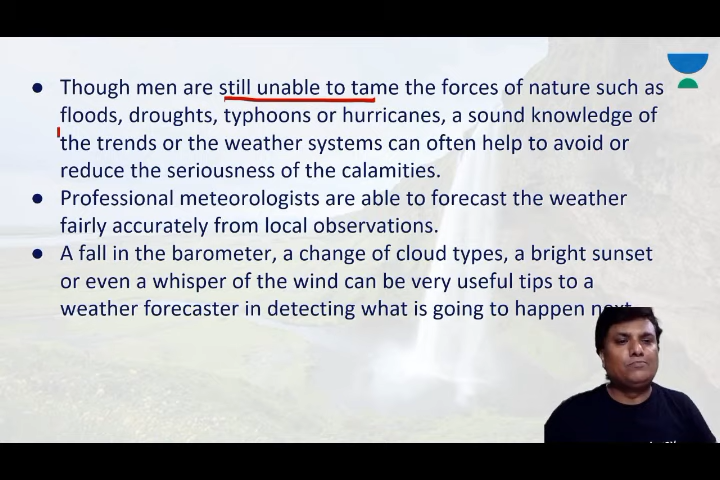 ● Though men are still unable to tame the forces of nature such as
floods, droughts, typhoons or hurricanes, a sound knowledge of
the trends or the weather systems can often help to avoid or
reduce the seriousness of the calamities.
● Professional meteorologists are able to forecast the weather
fairly accurately from local observations.
● A fall in the barometer, a change of cloud types, a bright sunset
or even a whisper of the wind can be very useful tips to a
weather forecaster in detecting what is going to happen next.